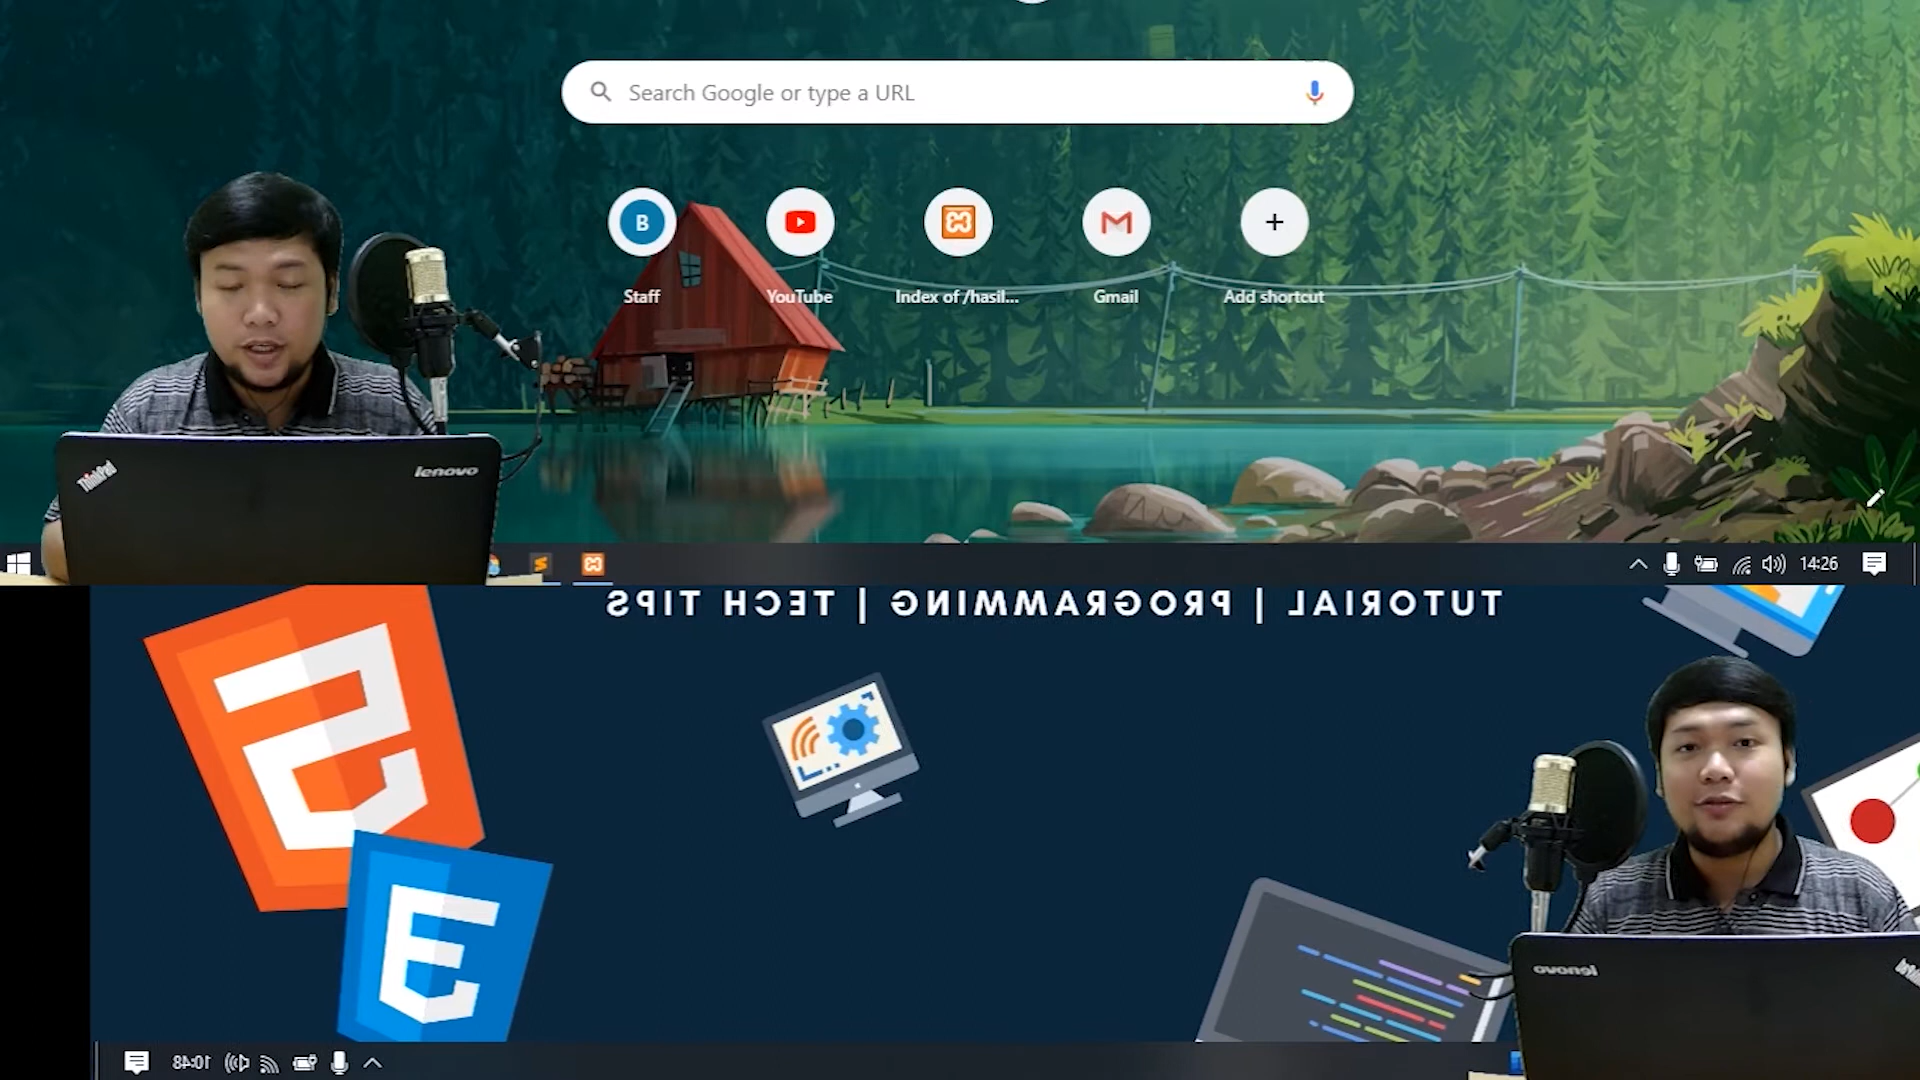 Search Google or type a URL
B
Staff
YouTube
Index of /hasil...
Gmail
Add shortcut
ThinkPad
lenovo
14:26
TUTORIAL | PROGRAMMING | TECH TIPS
lenovo
10:48